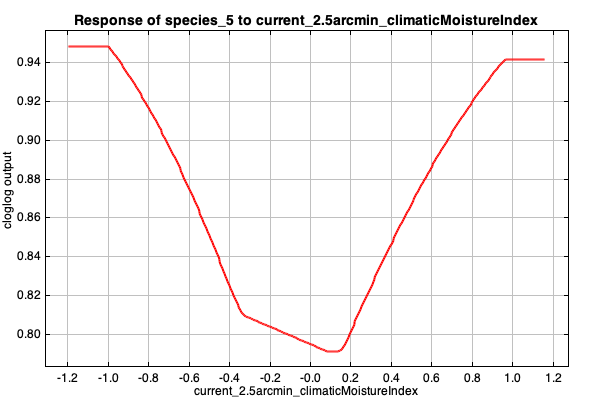 Response of species_5 to current_2.5arcmin_climaticMoistureIndex
cloglog output
0.94
0.92
0.90
0.88
0.86
0.84
0.82
0.80
-1.2 -1.0 -0.8 -0.6 -0.4 -0.2 -0.0 0.2 0.4 0.6 0.8 1.0 1.2
current_2.5arcmin_climaticMoistureIndex